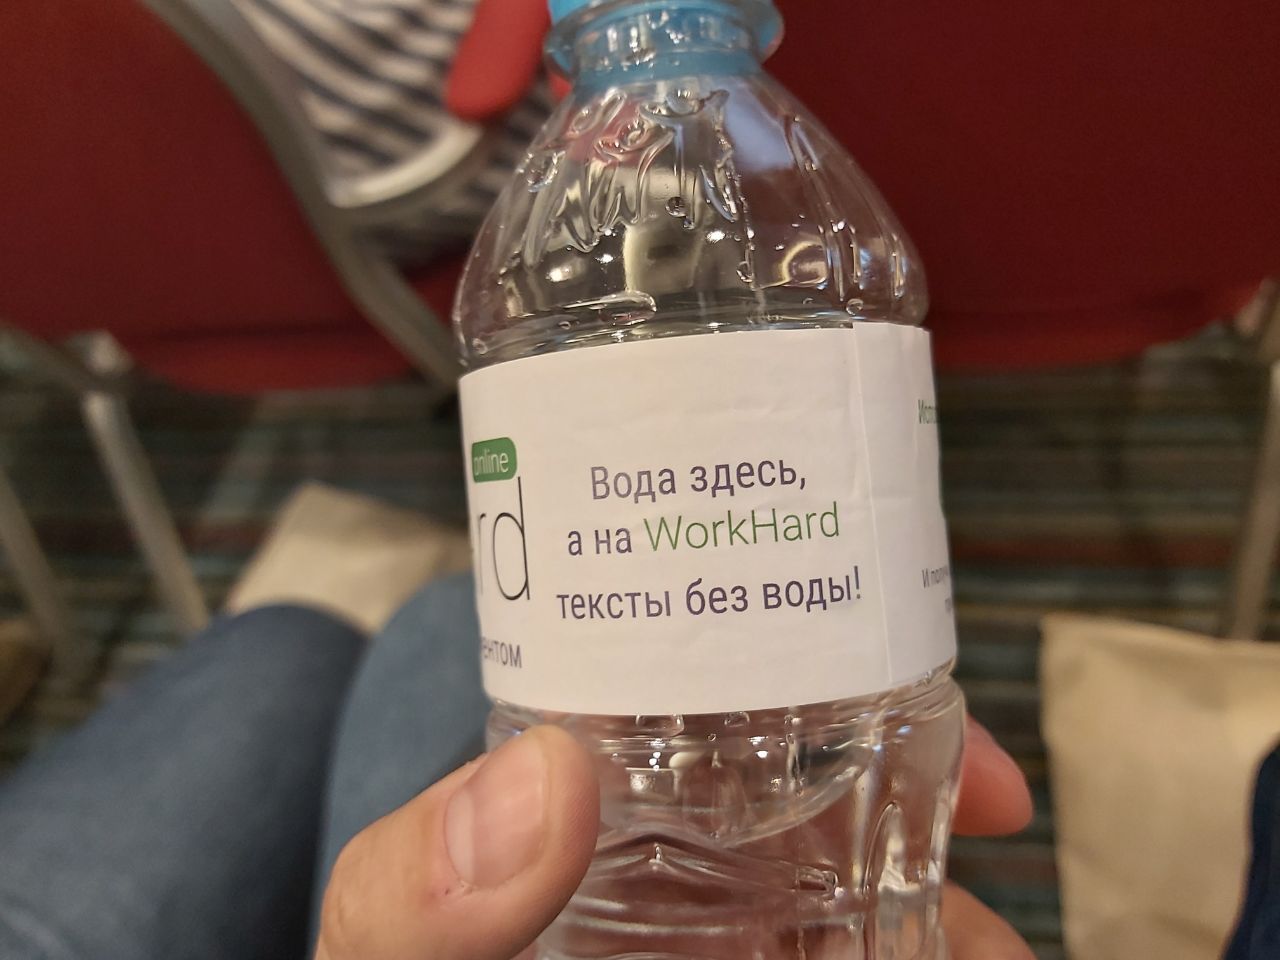 online
rd
ентом
Вода здесь,
а на WorkHard
тексты без воды!